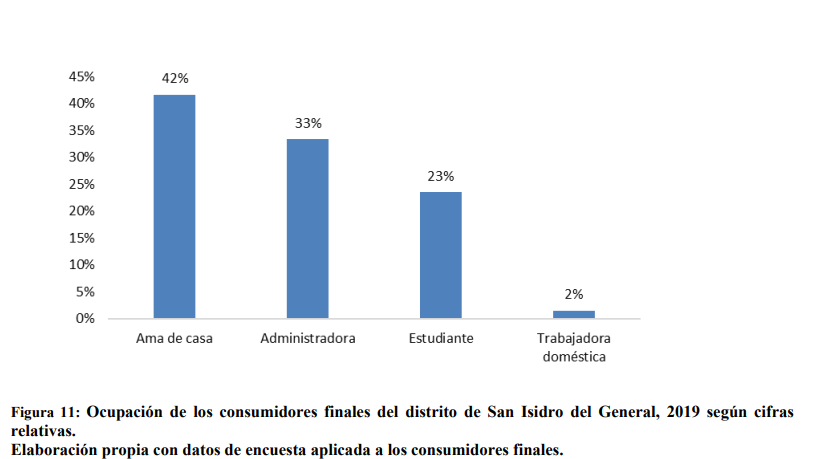 45%
40%
35%
30%
25%
20%
15%
10%
5%
0%
42%
33%
23%
2%
Ama de casa
Administradora
Estudiante
Trabajadora
doméstica
Figura 11: Ocupación de los consumidores finales del distrito de San Isidro del General, 2019 según cifras
relativas.
Elaboración propia con datos de encuesta aplicada a los consumidores finales.